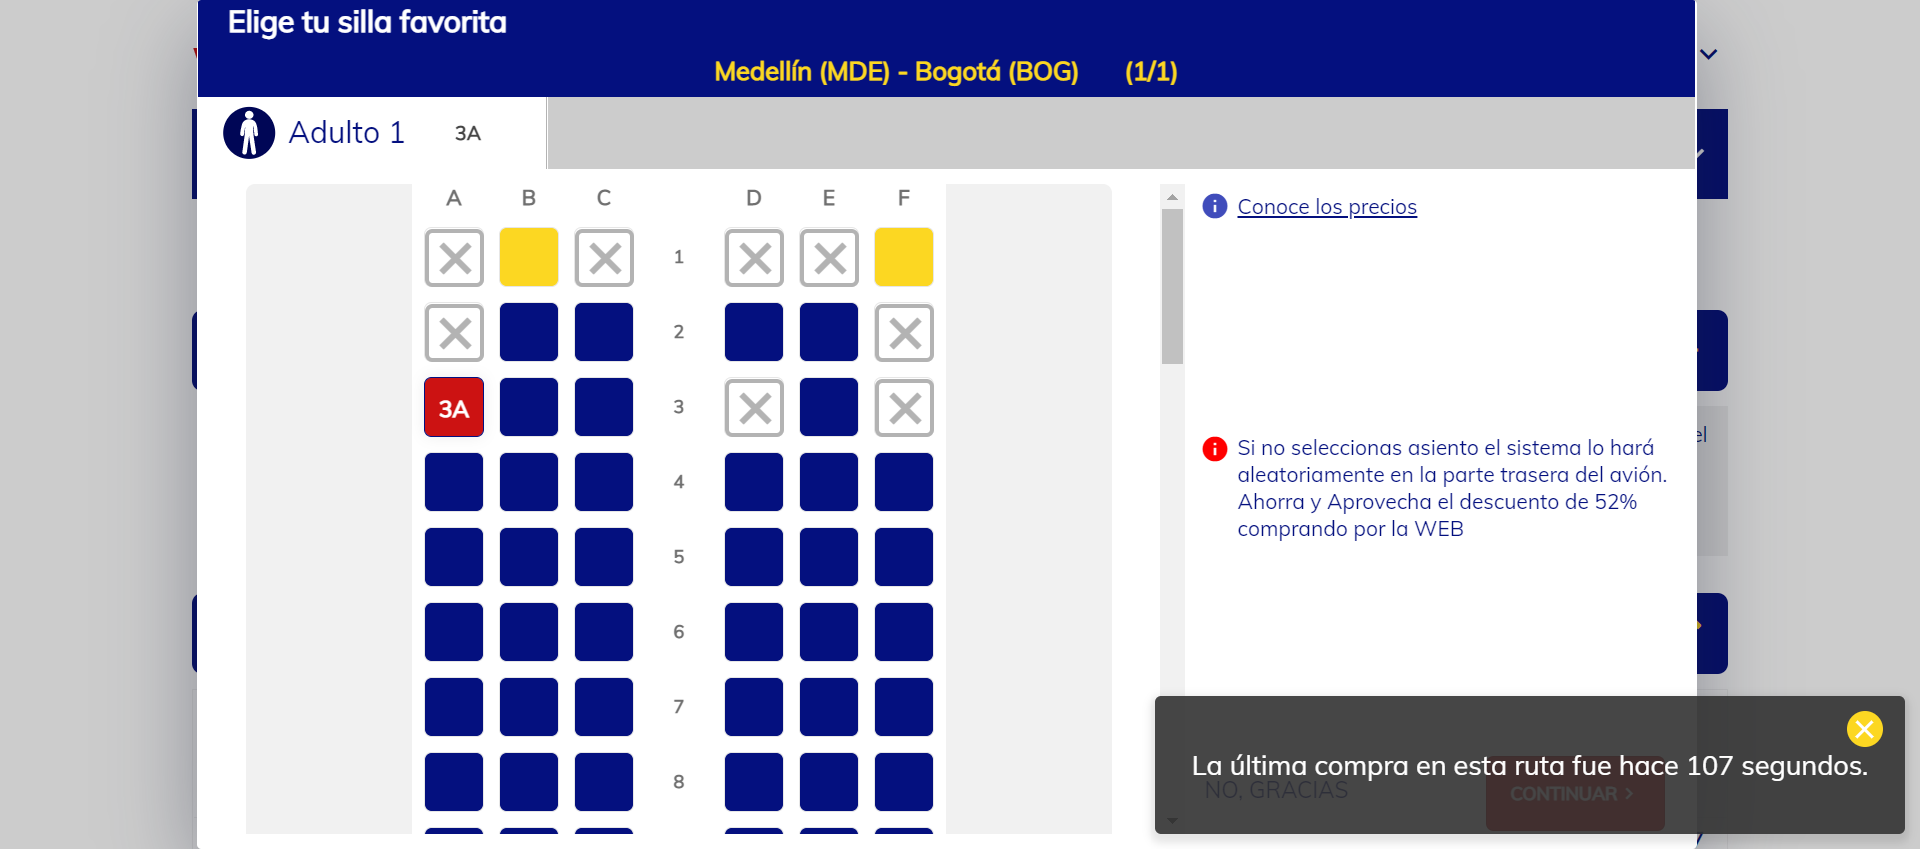 Elige tu silla favorita
Medellín (MDE) - Bogotá (BOG) (1/1)
Adulto 1 3A
A B C D E F
1
2
3A 3
4
5
6
7
8
Conoce los precios
Si no seleccionas asiento el sistema lo hará
aleatoriamente en la parte trasera del avión.
Ahorra y Aprovecha el descuento de 52%
comprando por la WEB
el
La última compra en esta ruta fue hace 107 segundos.
NO, GRACIAS
CONTINUAR